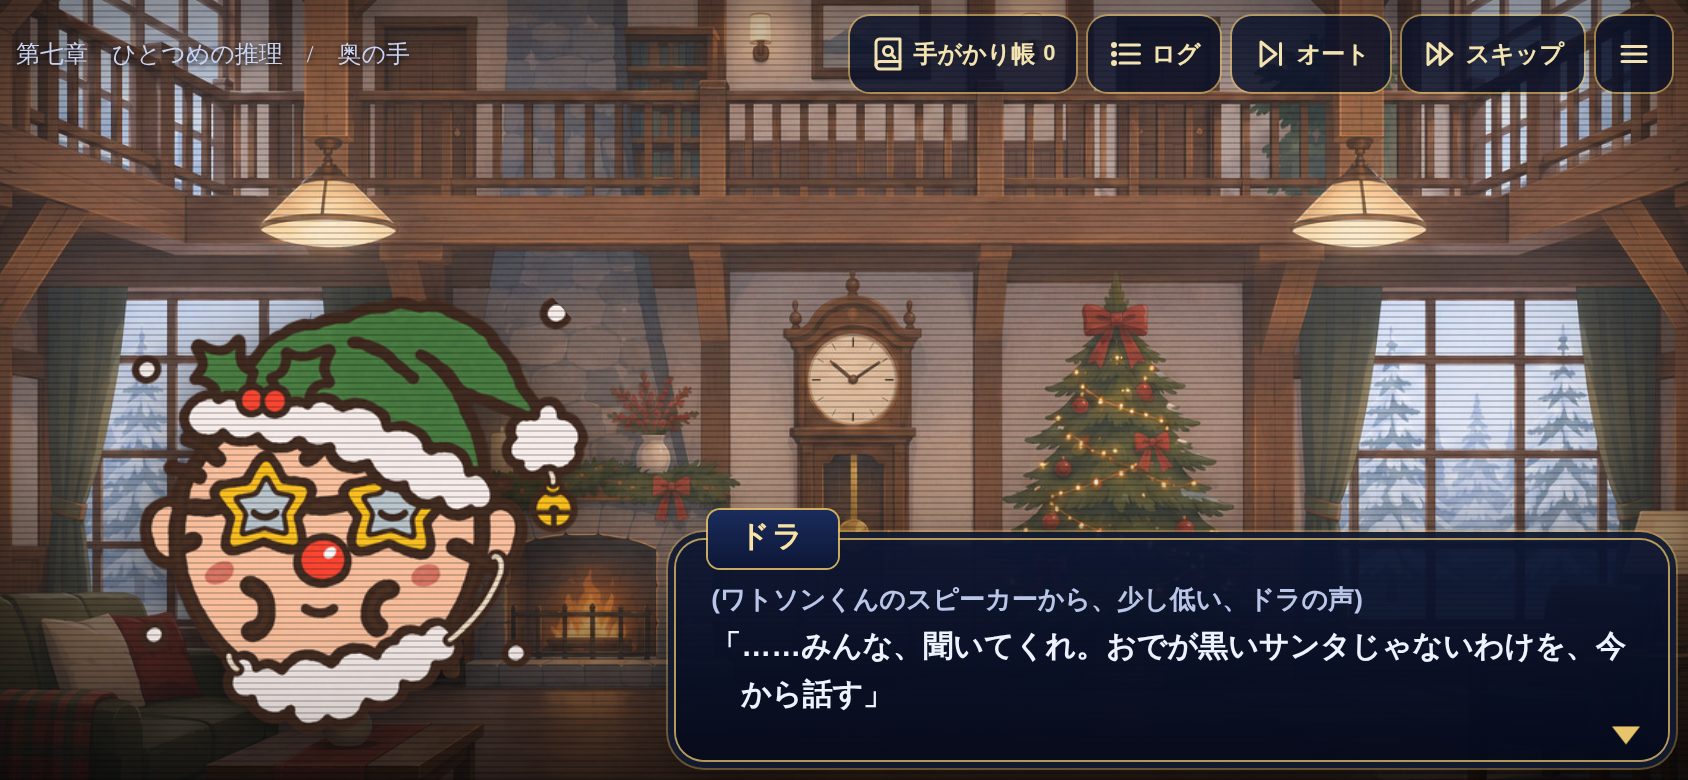 第七章　ひとつめの推理　/　奥の手
手がかり帳 0
ログ
オート
スキップ
ドラ
(ワトソンくんのスピーカーから、少し低い、ドラの声)
「……みんな、聞いてくれ。おでが黒いサンタじゃないわけを、今
から話す」